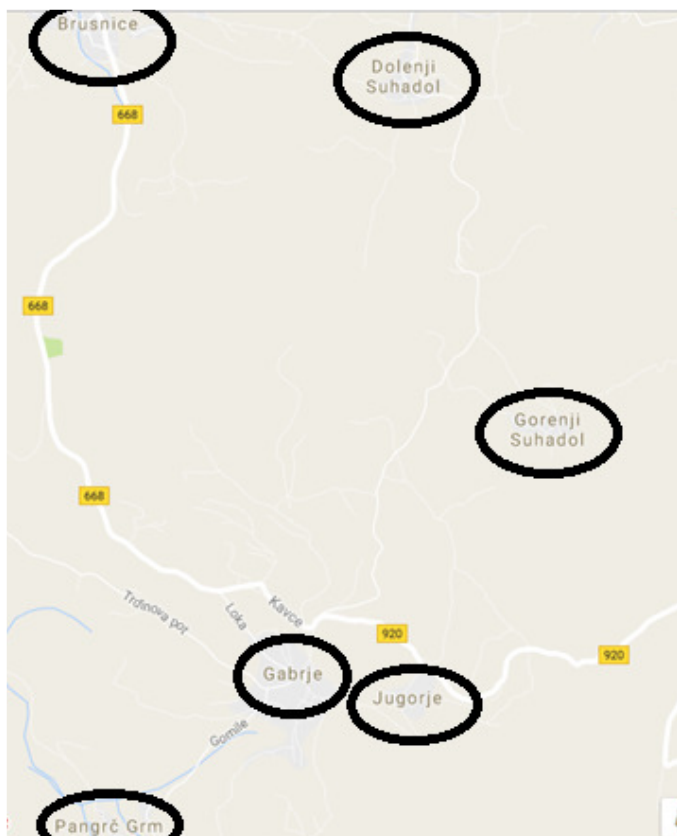 Brusnice
Dolenji
Suhadol
668
668
Gorenji
Suhadol
668
Trdinova pot
Loka
Kavce
920
920
Gabrje
Jugorje
Gomile
Pangrč Grm